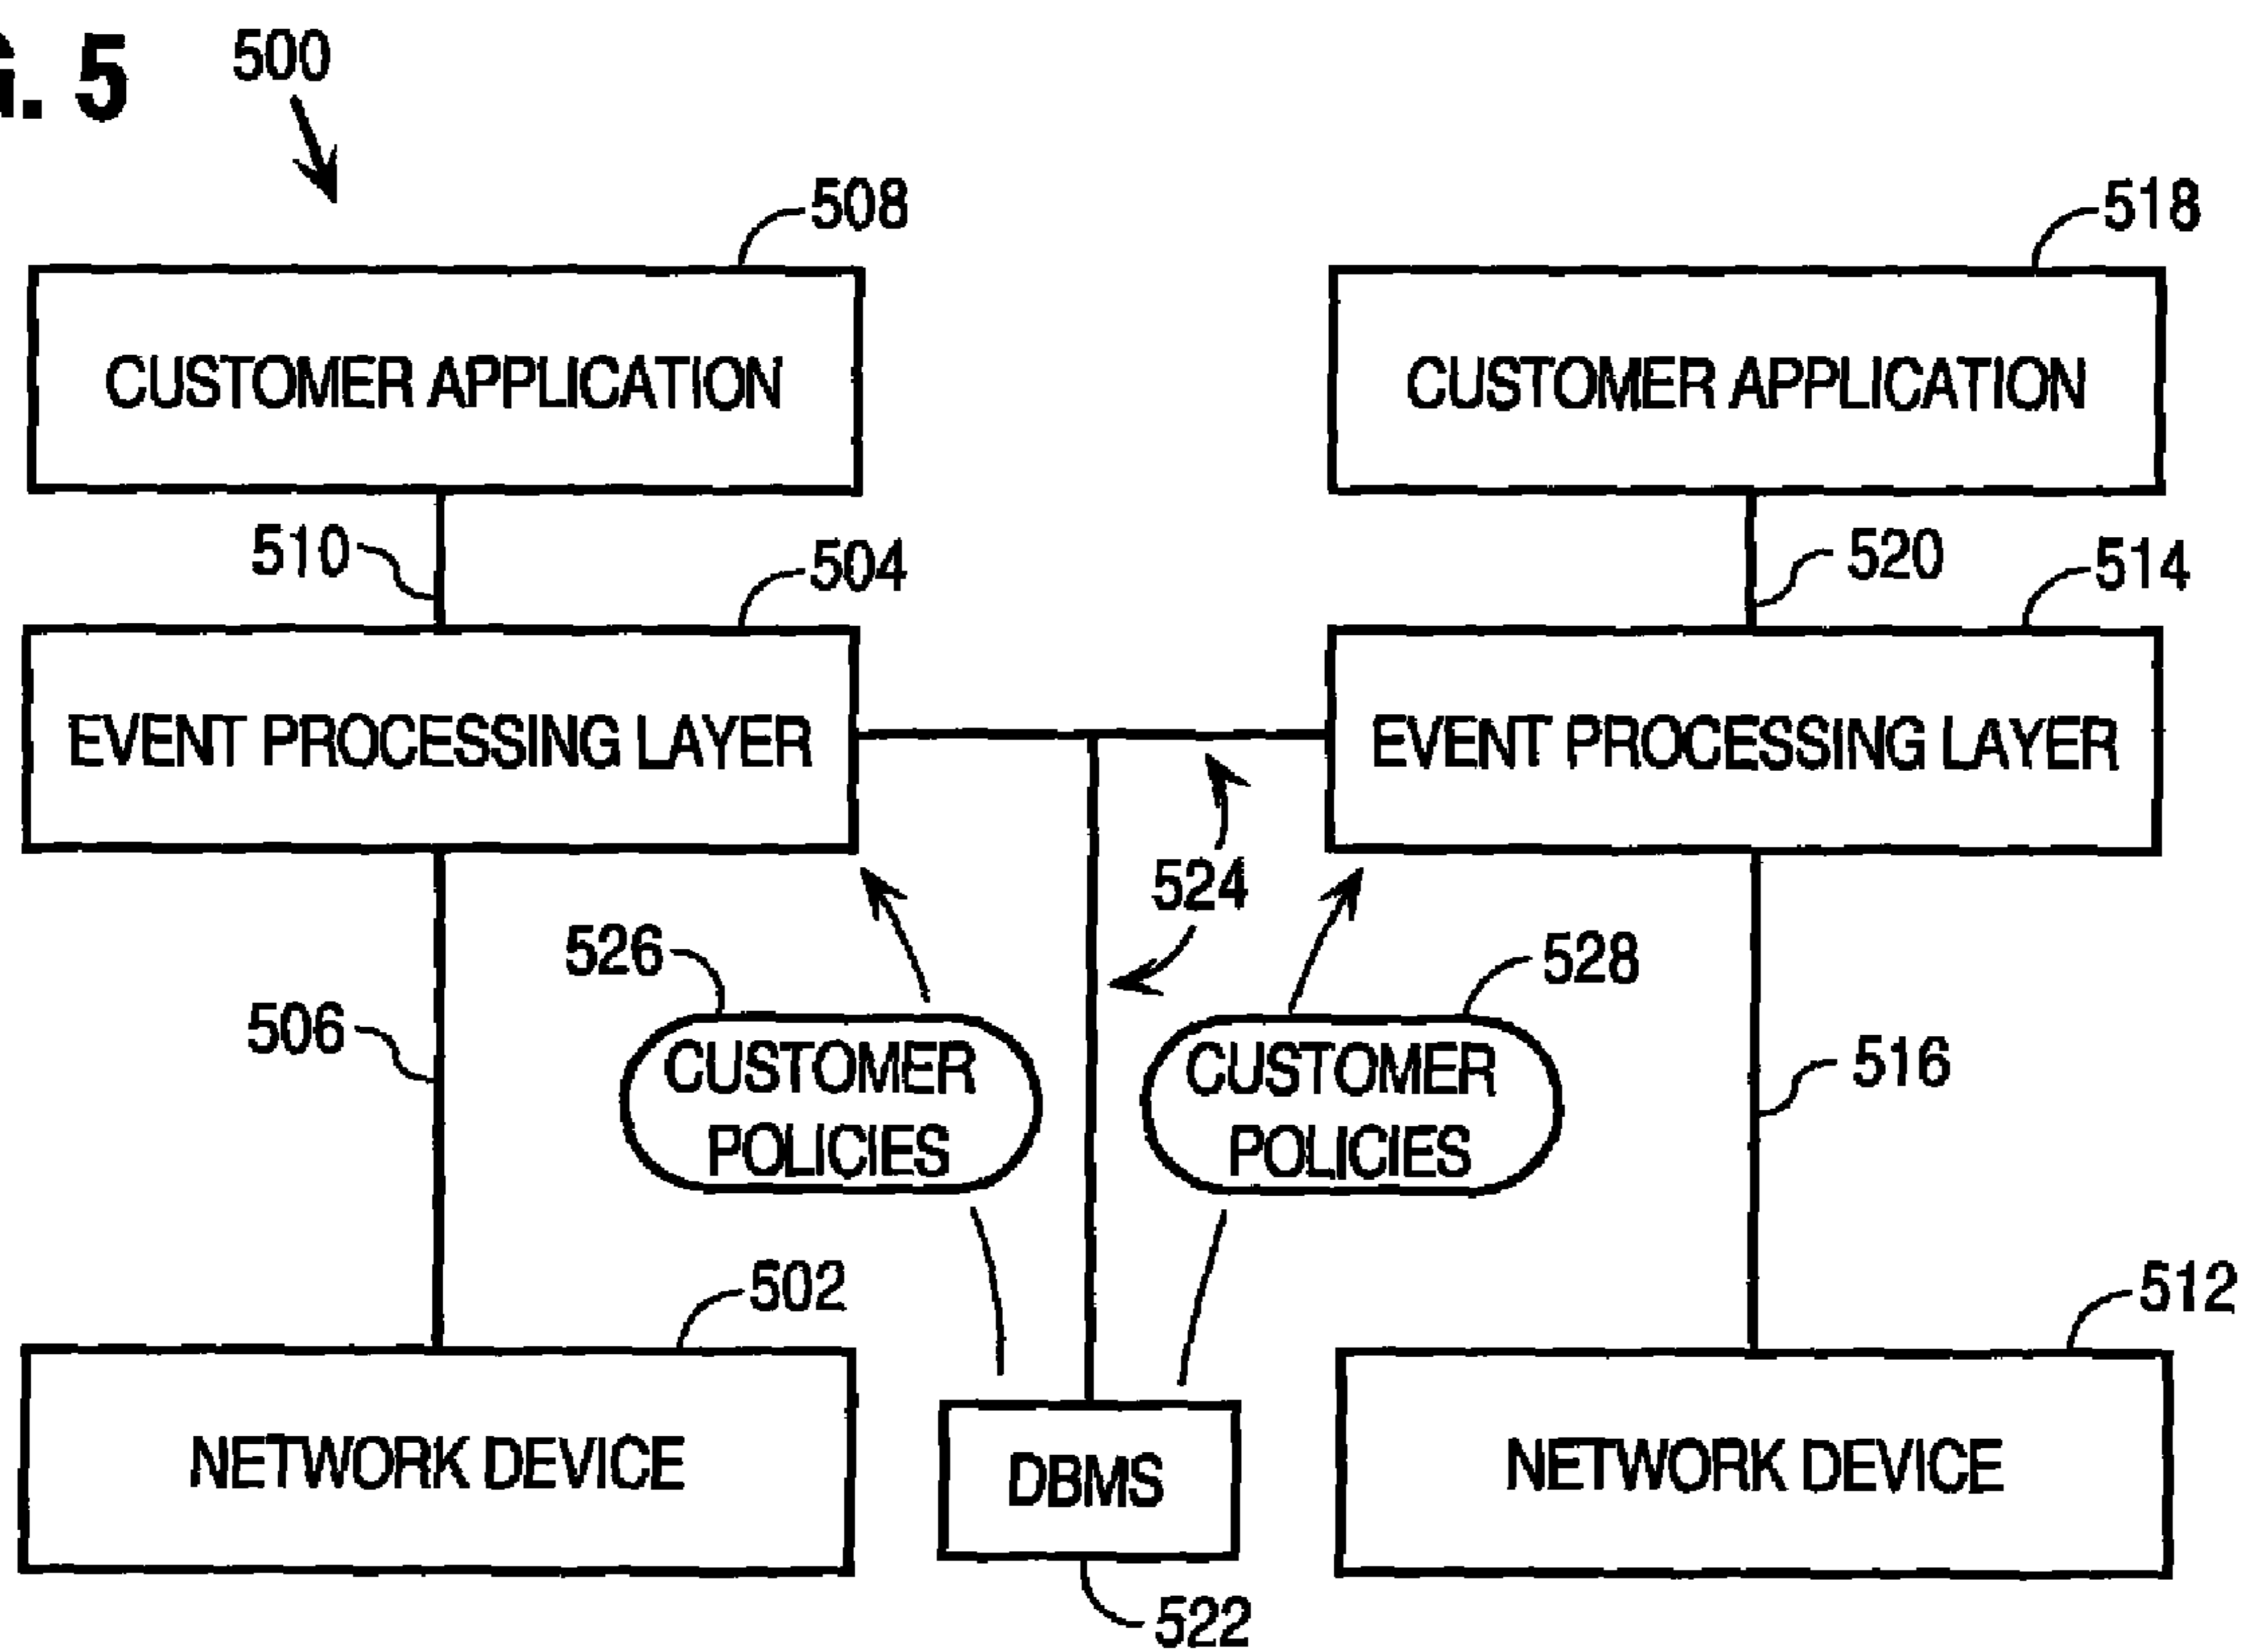 G. 5
500
508
518
CUSTOMER APPLICATION
CUSTOMER APPLICATION
510
504
520
514
EVENT PROCESSING LAYER
EVENT PROCESSING LAYER
524
526
528
506
CUSTOMER
POLICIES
CUSTOMER
POLICIES
516
502
512
NETWORK DEVICE
DBMS
NETWORK DEVICE
522